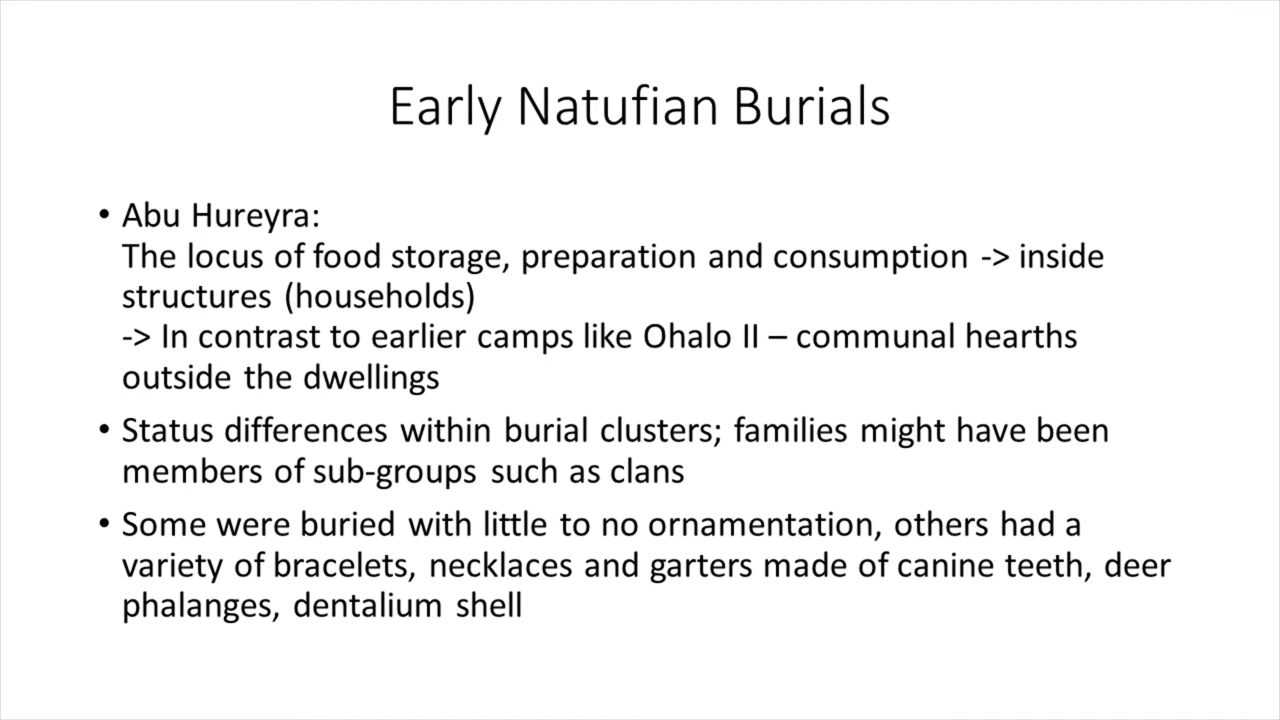 Early Natufian Burials
• Abu Hureyra:
The locus of food storage, preparation and consumption -> inside
structures (households)
-> In contrast to earlier camps like Ohalo II – communal hearths
outside the dwellings
• Status differences within burial clusters; families might have been
members of sub-groups such as clans
• Some were buried with little to no ornamentation, others had a
variety of bracelets, necklaces and garters made of canine teeth, deer
phalanges, dentalium shell